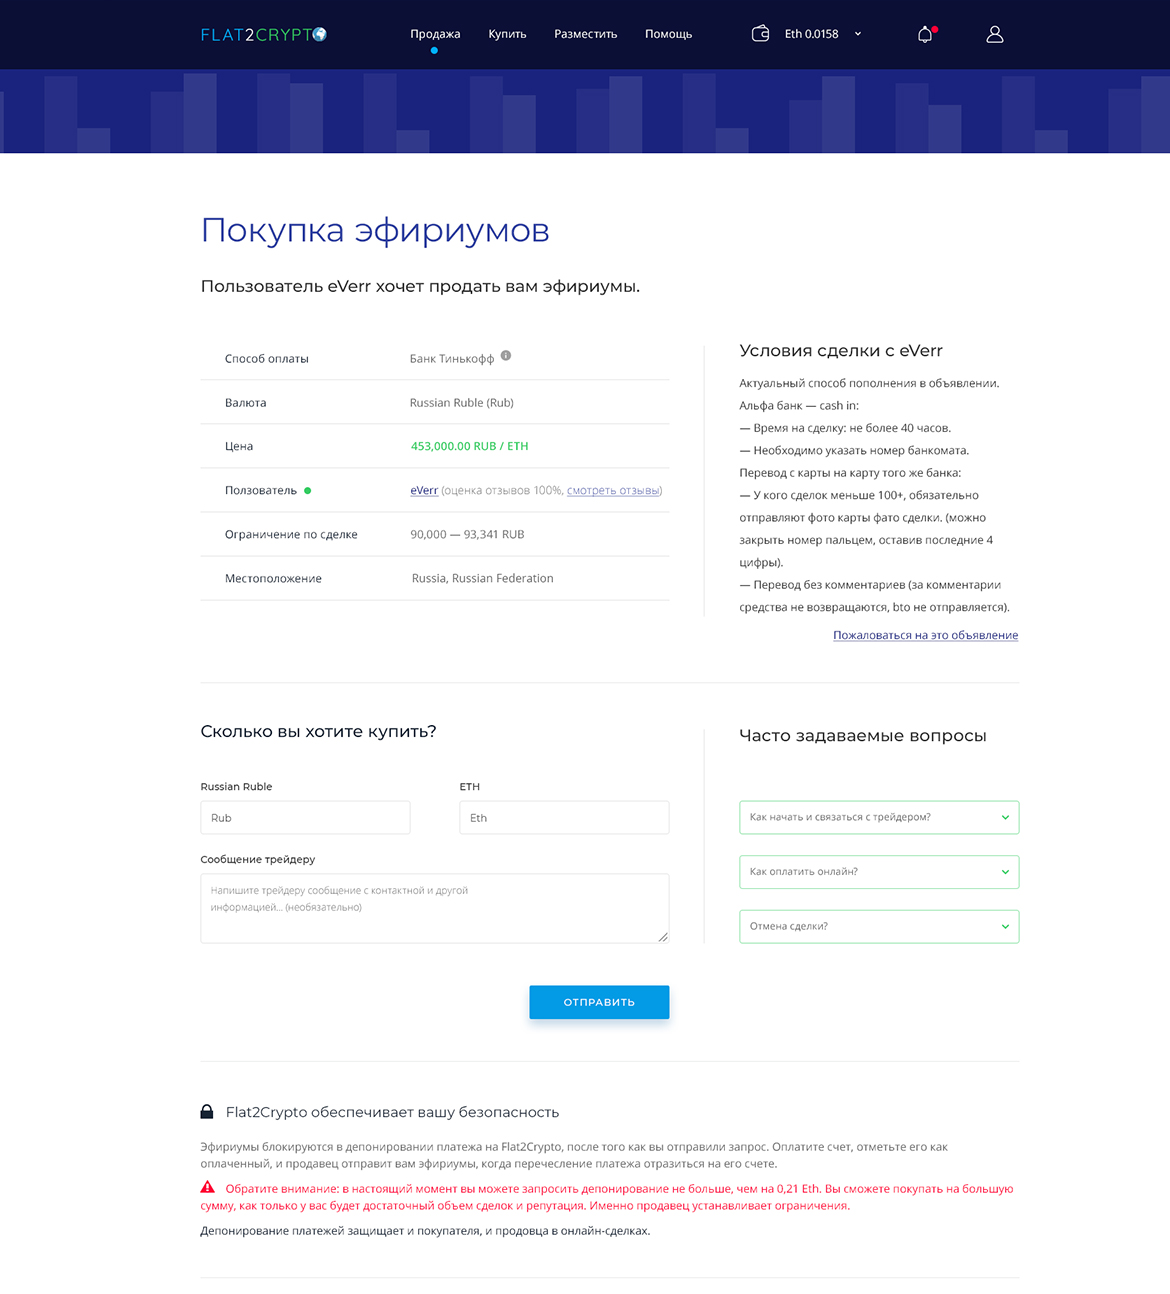 FLAT2CRYPTO
Продажа Купить Разместить Помощь Eth 0.0158
Покупка эфириумов
Пользователь eVerr хочет продать вам эфириумы.
Способ оплаты Банк Тинькофф
Валюта Russian Ruble (Rub)
Цена 453,000.00 RUB / ETH
Ползователь eVerr (оценка отзывов 100%, смотреть отзывы)
Ограничение по сделке 90,000 — 93,341 RUB
Местоположение Russia, Russian Federation
Условия сделки с eVerr
Актуальный способ пополнения в объявлении.
Альфа банк — cash in:
— Время на сделку: не более 40 часов.
— Необходимо указать номер банкомата.
Перевод с карты на карту того же банка:
— У кого сделок меньше 100+, обязательно
отправляют фото карты фато сделки. (можно
закрыть номер пальцем, оставив последние 4
цифры).
— Перевод без комментариев (за комментарии
средства не возвращаются, bto не отправляется).
Пожаловаться на это объявление
Сколько вы хотите купить?
Russian Ruble ETH
Rub Eth
Сообщение трейдеру
Напишите трейдеру сообщение с контактной и другой
информацией... (необязательно)
ОТПРАВИТЬ
Часто задаваемые вопросы
Как начать и связаться с трейдером?
Как оплатить онлайн?
Отмена сделки?
Flat2Crypto обеспечивает вашу безопасность
Эфириумы блокируются в депонировании платежа на Flat2Crypto, после того как вы отправили запрос. Оплатите счет, отметьте его как
оплаченный, и продавец отправит вам эфириумы, когда перечесление платежа отразиться на его счете.
Обратите внимание: в настоящий момент вы можете запросить депонирование не больше, чем на 0,21 Eth. Вы сможете покупать на большую
сумму, как только у вас будет достаточный объем сделок и репутация. Именно продавец устанавливает ограничения.
Депонирование платежей защищает и покупателя, и продовца в онлайн-сделках.